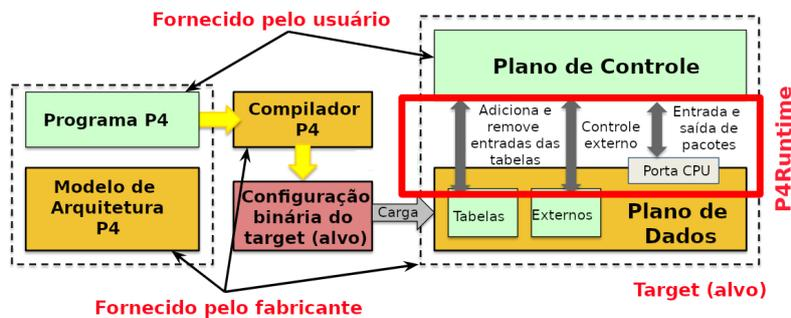 Fornecido pelo usuário
Plano de Controle
Programa P4
Compilador
P4
Adiciona e
remove
entradas das
tabelas
Controle
externo
Entrada e
saída de
pacotes
Porta CPU
P4Runtime
Modelo de
Arquitetura
P4
Configuração
binária do
target (alvo)
Carga
Tabelas
Externos
Plano de
Dados
Fornecido pelo fabricante
Target (alvo)